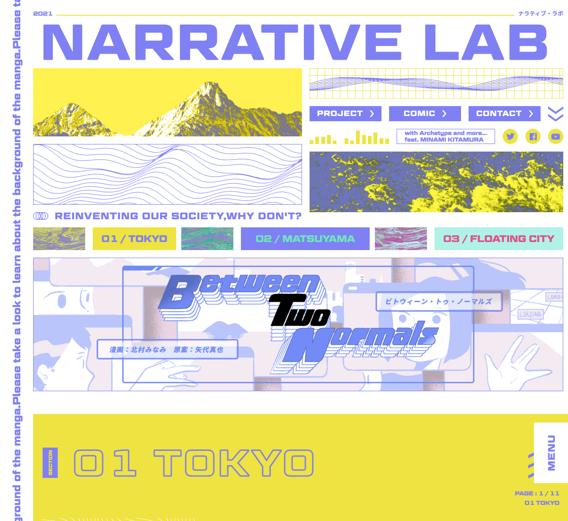 2021
ナラティブ・ラボ
NARRATIVE LAB
PROJECT
COMIC
CONTACT
with Archetype and more...
feat. MINAMI KITAMURA
REINVENTING OUR SOCIETY,WHY DON'T?
01 / TOKYO
02 / MATSUYAMA
03 / FLOATING CITY
Between
Two
Normals
ビトウィーン・トゥ・ノーマルズ
漫画:北村みなみ 原案:矢代真也
SECTION
01 TOKYO
MENU
PAGE : 1 / 11
01 TOKYO
ground of the manga.Please take a look to learn about the background of the manga.Please ta